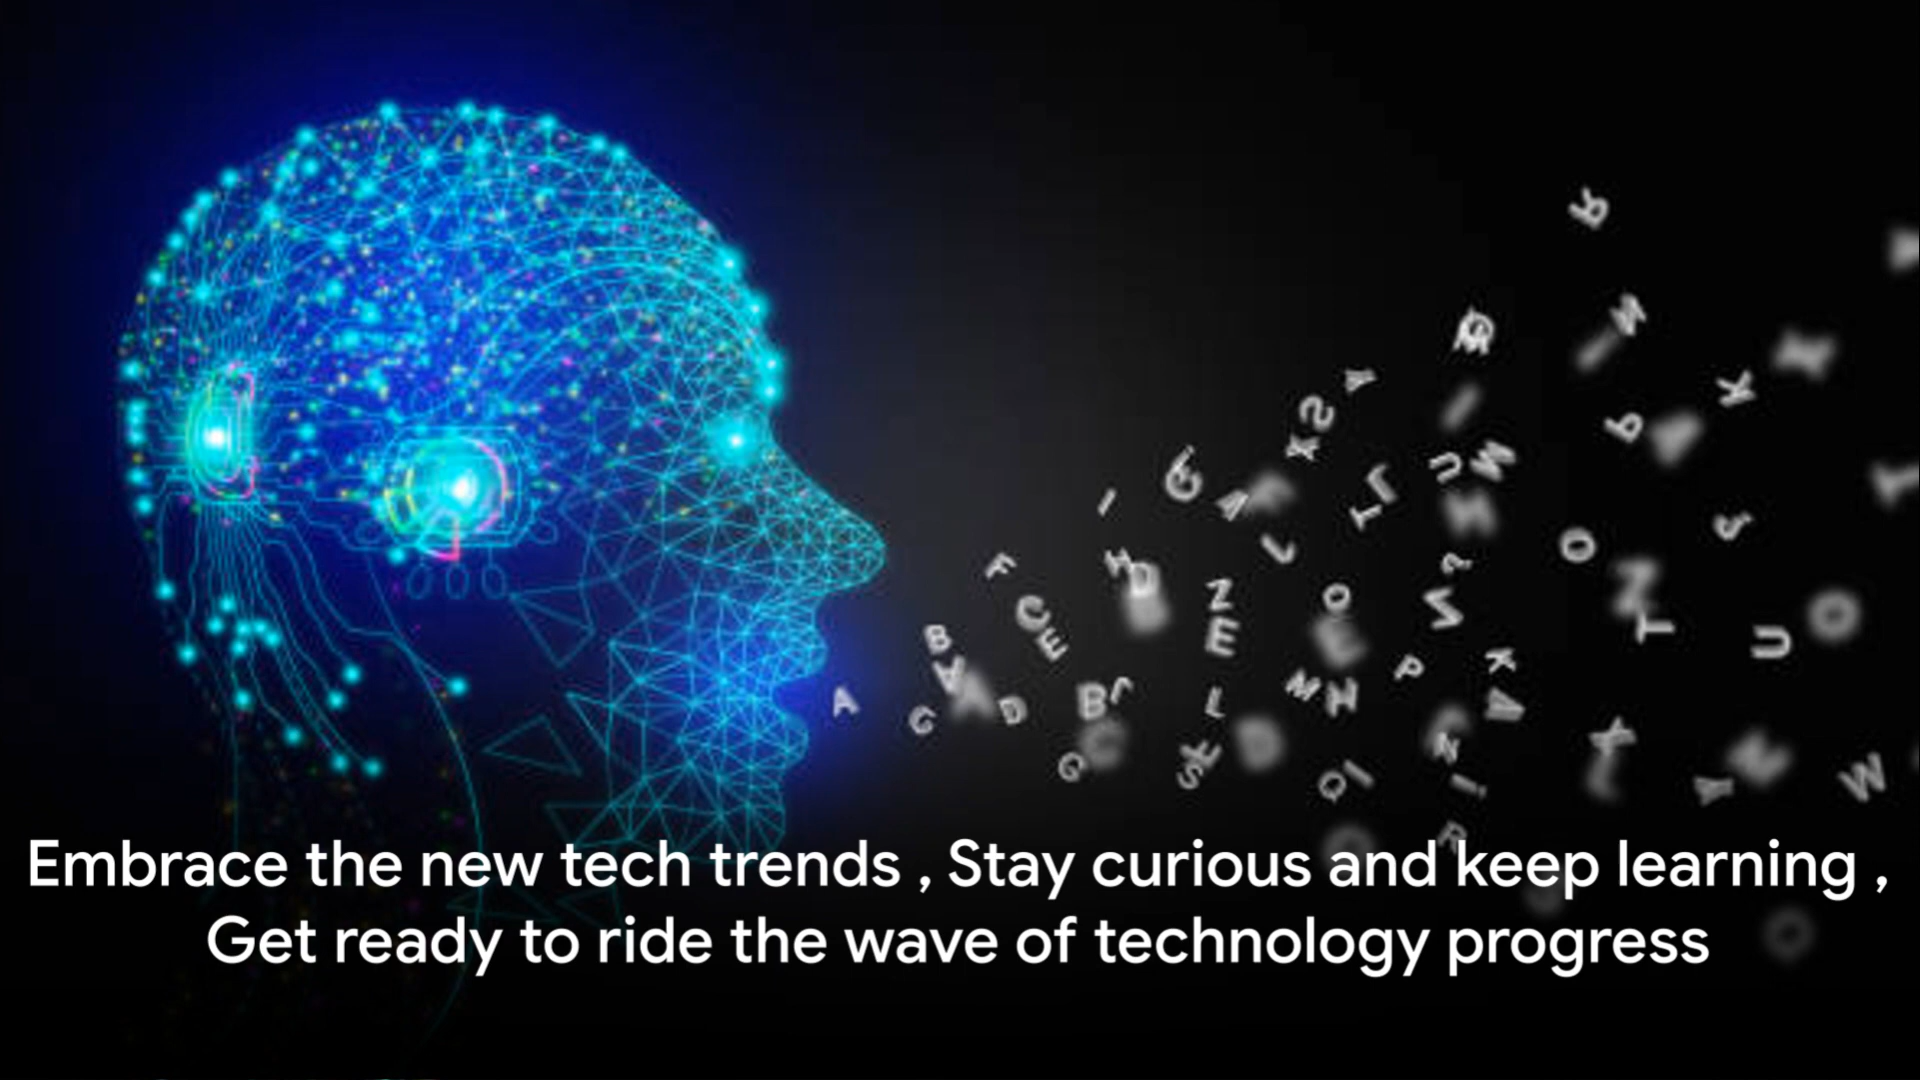 Embrace the new tech trends , Stay curious and keep learning ,
Get ready to ride the wave of technology progress